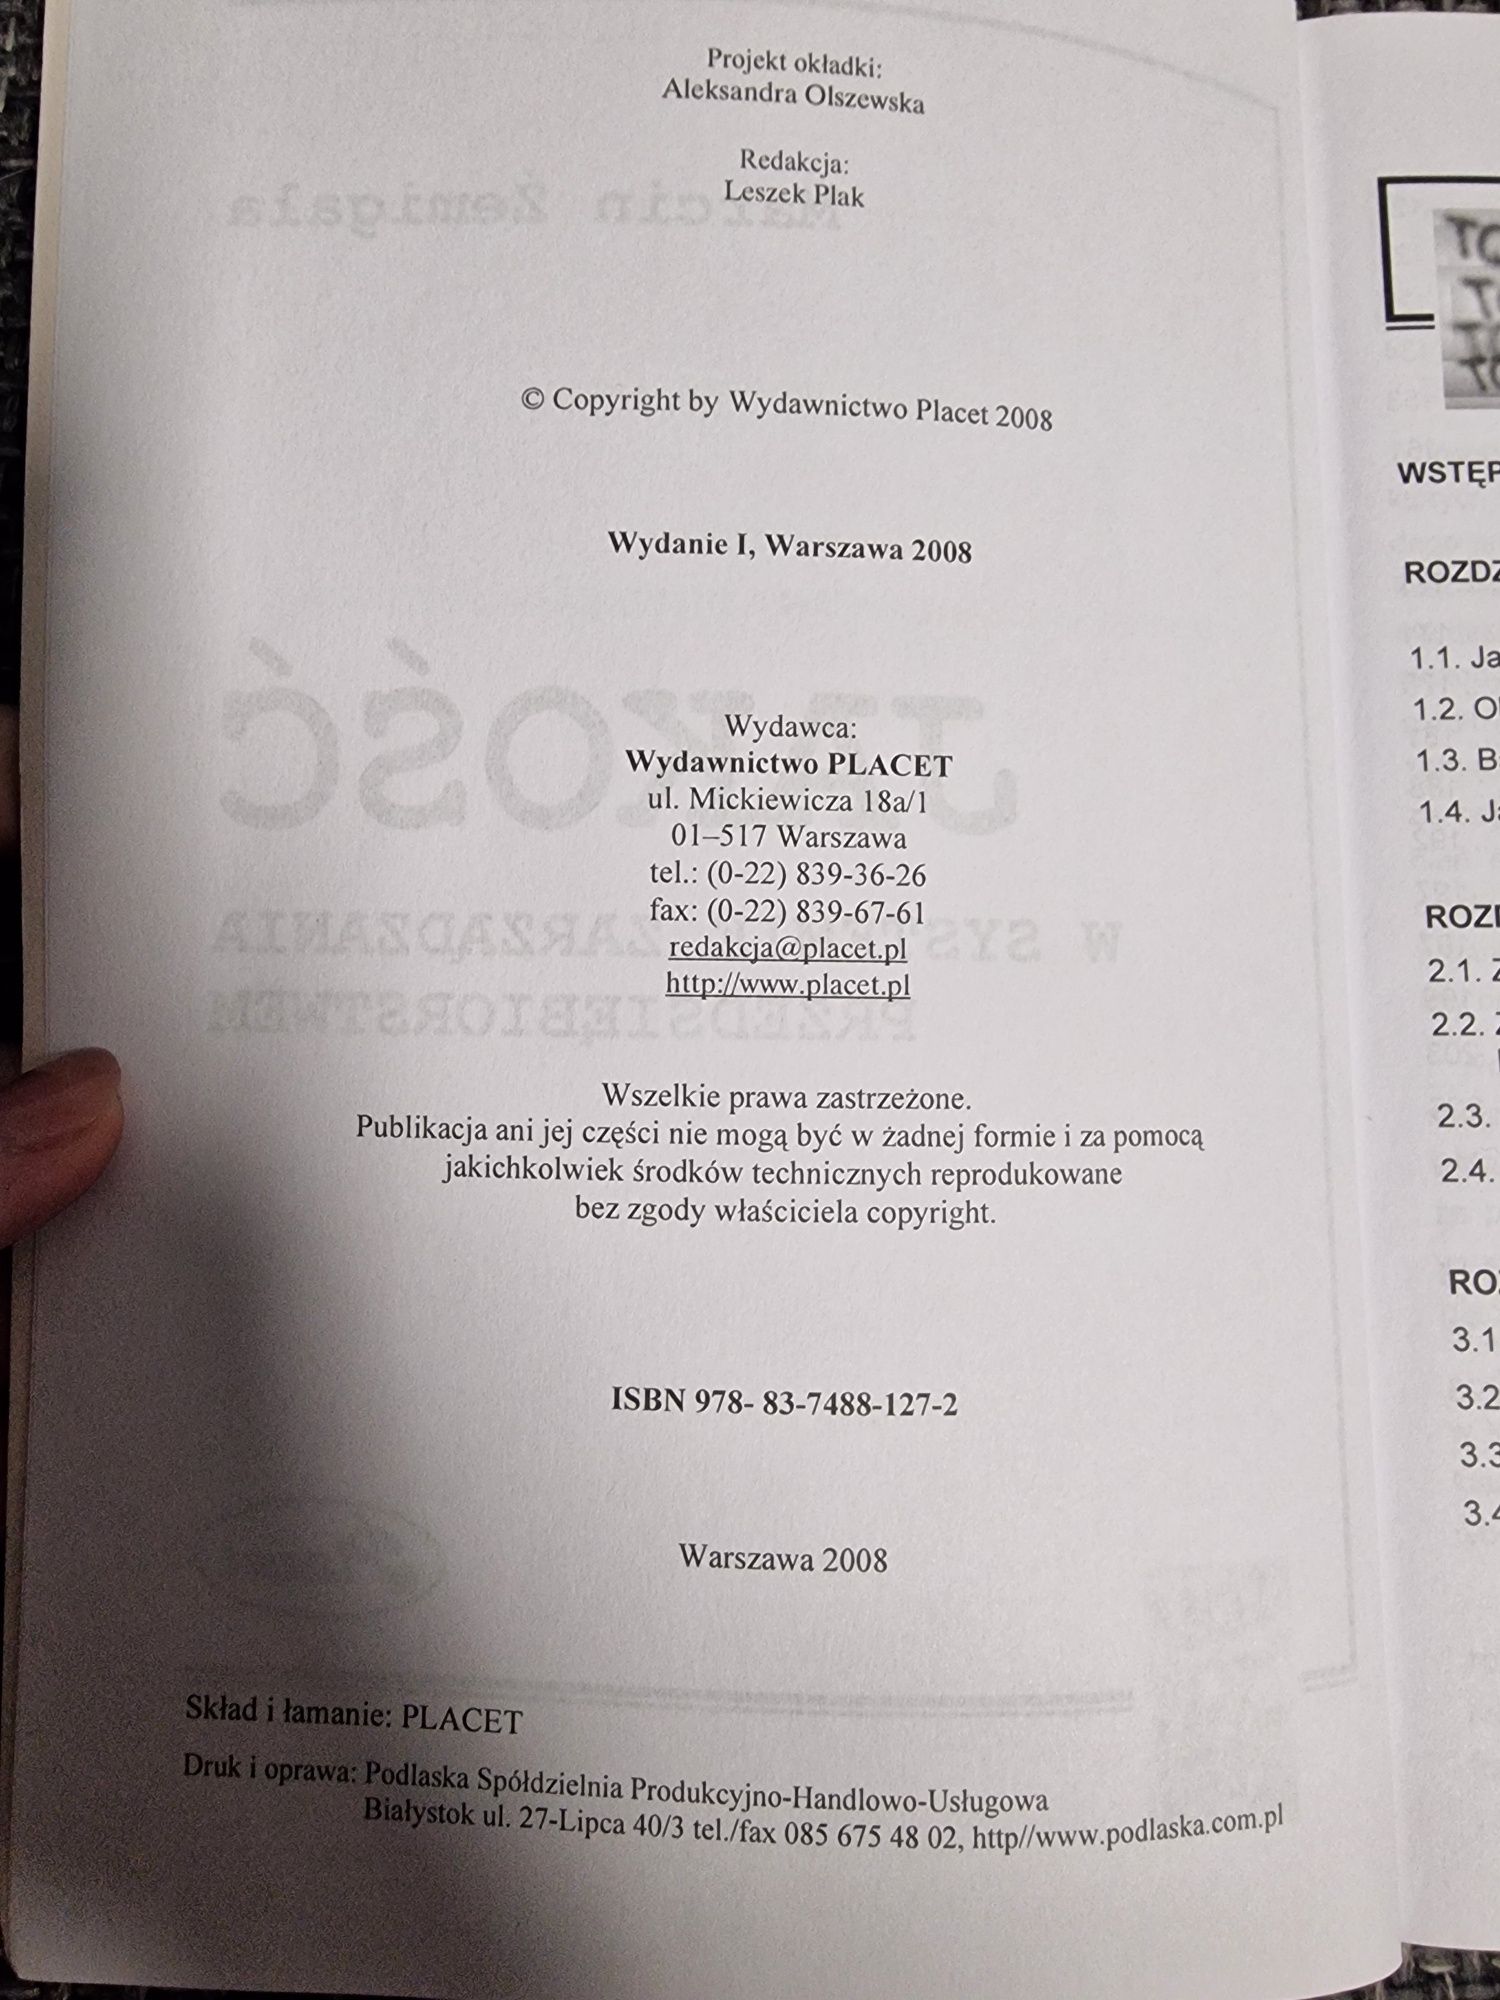 Projekt okładki:
Aleksandra Olszewska
Redakcja:
Leszek Plak
© Copyright by Wydawnictwo Placet 2008
Wydanie I, Warszawa 2008
Wydawca:
Wydawnictwo PLACET
ul. Mickiewicza 18a/1
01–517 Warszawa
tel.: (0-22) 839-36-26
fax: (0-22) 839-67-61
redakcja@placet.pl
http://www.placet.pl
Wszelkie prawa zastrzeżone.
Publikacja ani jej części nie mogą być w żadnej formie i za pomocą
jakichkolwiek środków technicznych reprodukowane
bez zgody właściciela copyright.
ISBN 978- 83-7488-127-2
Warszawa 2008
Skład i łamanie: PLACET
Druk i oprawa: Podlaska Spółdzielnia Produkcyjno-Handlowo-Usługowa
Białystok ul. 27-Lipca 40/3 tel./fax 085 675 48 02, http//www.podlaska.com.pl
WSTĘP
1.1.
1.2.
1.3.
1.4.
2.1.
2.2.
2.3.
2.4.
3.1
3.2
3.3